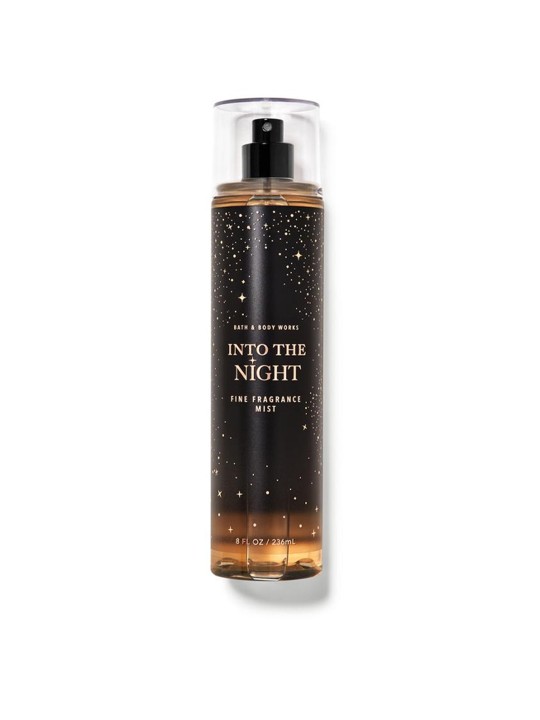 BATH & BODY WORKS
INTO THE
NIGHT
FINE FRAGRANCE
MIST
8 FL OZ / 236mL